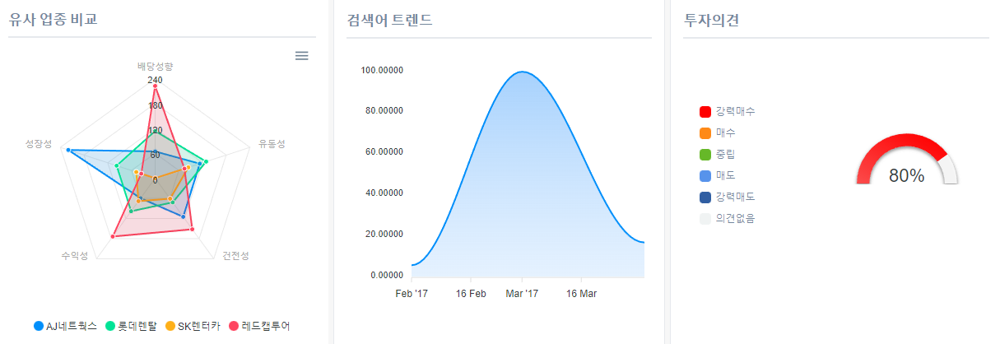 유사 업종 비교
배당성향
240
180
120
60
0
성장성
유동성
수익성
건전성
AJ네트웍스
롯데렌탈
SK렌터카
레드캡투어
검색어 트렌드
100.00000
80.00000
60.00000
40.00000
20.00000
0.00000
Feb '17
16 Feb
Mar '17
16 Mar
투자의견
강력매수
매수
중립
매도
강력매도
의견없음
80%